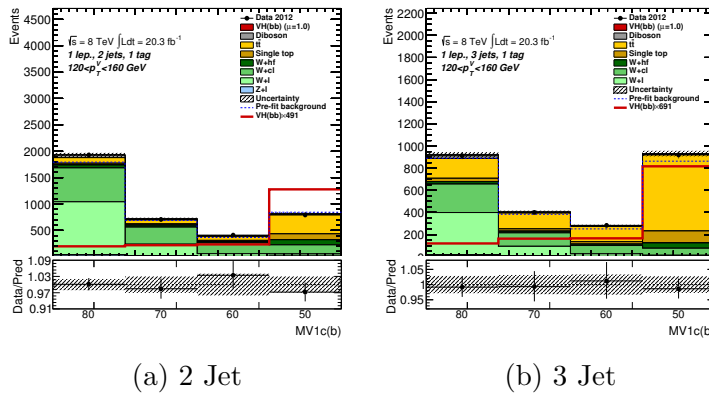 Events
4500
4000
3500
3000
2500
2000
1500
1000
500
√s = 8 TeV ∫Ldt = 20.3 fb⁻¹
1 lep., 2 jets, 1 tag
120<p_T^V<160 GeV
Data 2012
VH(bb) (μ=1.0)
Diboson
tt̄
Single top
W+hf
W+cl
W+l
Z+l
Uncertainty
Pre-fit background
VH(bb)×491
Data/Pred
1.09
1.03
0.97
0.91
80 70 60 50
MV1c(b)
(a) 2 Jet
Events
2200
2000
1800
1600
1400
1200
1000
800
600
400
200
0
√s = 8 TeV ∫Ldt = 20.3 fb⁻¹
1 lep., 3 jets, 1 tag
120<p_T^V<160 GeV
Data 2012
VH(bb) (μ=1.0)
Diboson
tt̄
Single top
W+hf
W+cl
W+l
Uncertainty
Pre-fit background
VH(bb)×691
Data/Pred
1.05
1
0.95
80 70 60 50
MV1c(b)
(b) 3 Jet